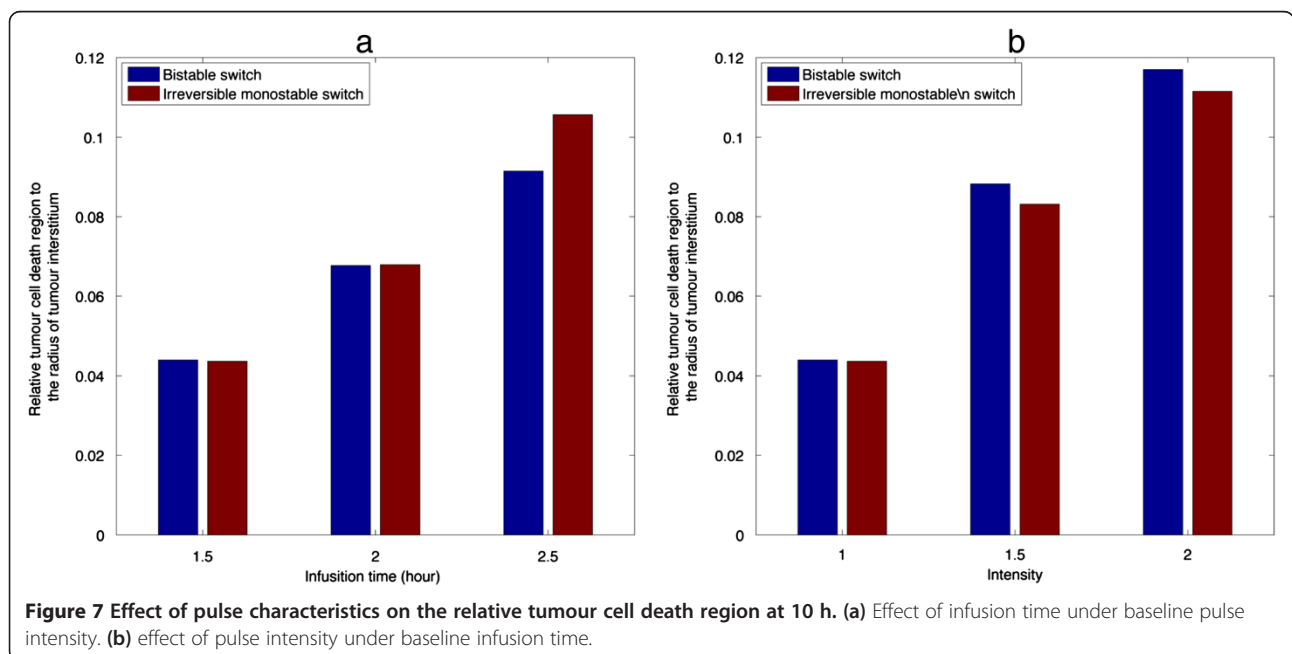 a
0.12
0.1
0.08
0.06
0.04
0.02
0
Relative tumour cell death region to
the radius of tumour interstitium
Bistable switch
Irreversible monostable switch
1.5
2
2.5
Infusition time (hour)
b
0.12
0.1
0.08
0.06
0.04
0.02
0
Relative tumour cell death region to
the radius of tumour interstitium
Bistable switch
Irreversible monostable\n switch
1
1.5
2
Intensity
Figure 7 Effect of pulse characteristics on the relative tumour cell death region at 10 h. (a) Effect of infusion time under baseline pulse
intensity. (b) effect of pulse intensity under baseline infusion time.